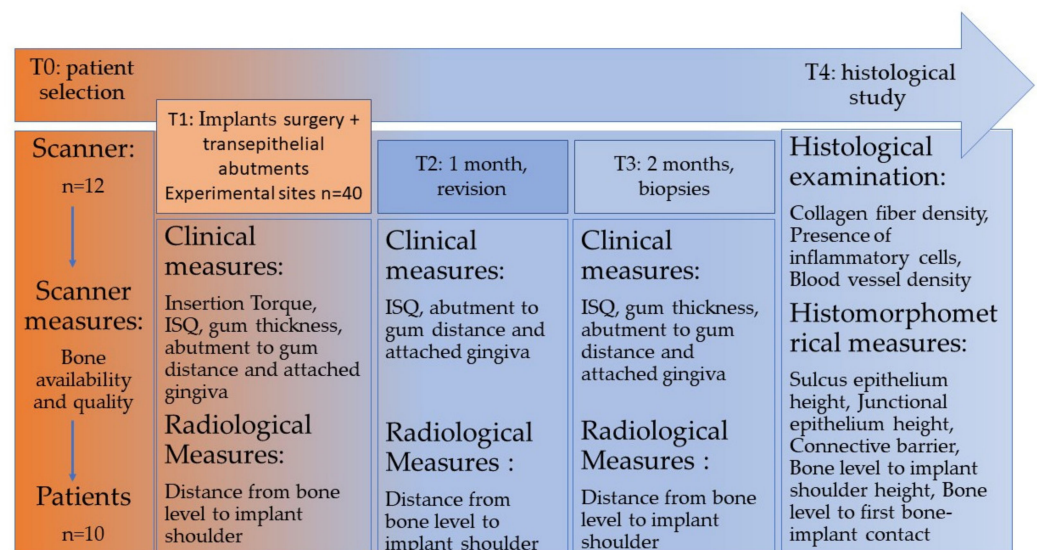 T0: patient
selection
T4: histological
study
Scanner:
n=12
Scanner
measures:
Bone
availability
and quality
Patients
n=10
T1: Implants surgery +
transepithelial
abutments
Experimental sites n=40
Clinical
measures:
Insertion Torque,
ISQ, gum thickness,
abutment to gum
distance and attached
gingiva
Radiological
Measures:
Distance from bone
level to implant
shoulder
T2: 1 month,
revision
Clinical
measures:
ISQ, abutment to
gum distance and
attached gingiva
Radiological
Measures :
Distance from
bone level to
implant shoulder
T3: 2 months,
biopsies
Clinical
measures:
ISQ, gum thickness,
abutment to gum
distance and
attached gingiva
Radiological
Measures :
Distance from bone
level to implant
shoulder
Histological
examination:
Collagen fiber density,
Presence of
inflammatory cells,
Blood vessel density
Histomorphomet
rical measures:
Sulcus epithelium
height, Junctional
epithelium height,
Connective barrier,
Bone level to implant
shoulder height, Bone
level to first bone-
implant contact